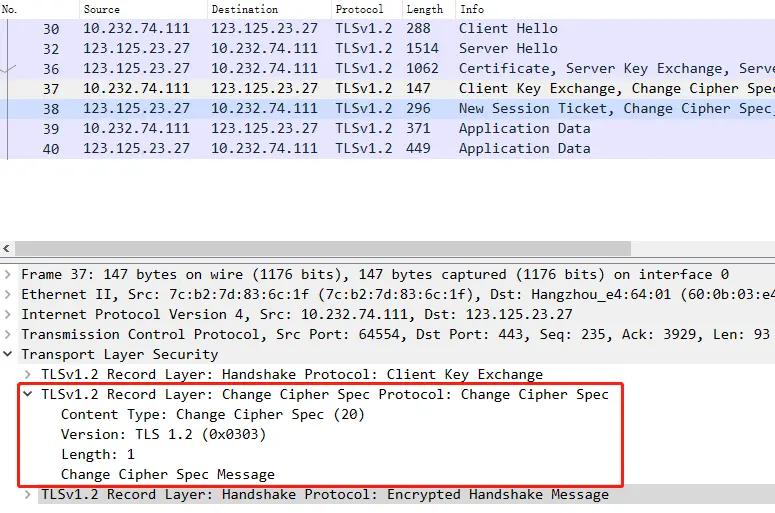 No. Source Destination Protocol Length Info
30 10.232.74.111 123.125.23.27 TLSv1.2 288 Client Hello
32 123.125.23.27 10.232.74.111 TLSv1.2 1514 Server Hello
36 123.125.23.27 10.232.74.111 TLSv1.2 1062 Certificate, Server Key Exchange, Serve
37 10.232.74.111 123.125.23.27 TLSv1.2 147 Client Key Exchange, Change Cipher Spec
38 123.125.23.27 10.232.74.111 TLSv1.2 296 New Session Ticket, Change Cipher Spec,
39 10.232.74.111 123.125.23.27 TLSv1.2 371 Application Data
40 123.125.23.27 10.232.74.111 TLSv1.2 449 Application Data
Frame 37: 147 bytes on wire (1176 bits), 147 bytes captured (1176 bits) on interface 0
Ethernet II, Src: 7c:b2:7d:83:6c:1f (7c:b2:7d:83:6c:1f), Dst: Hangzhou_e4:64:01 (60:0b:03:e4
Internet Protocol Version 4, Src: 10.232.74.111, Dst: 123.125.23.27
Transmission Control Protocol, Src Port: 64554, Dst Port: 443, Seq: 235, Ack: 3929, Len: 93
Transport Layer Security
TLSv1.2 Record Layer: Handshake Protocol: Client Key Exchange
TLSv1.2 Record Layer: Change Cipher Spec Protocol: Change Cipher Spec
Content Type: Change Cipher Spec (20)
Version: TLS 1.2 (0x0303)
Length: 1
Change Cipher Spec Message
TLSv1.2 Record Layer: Handshake Protocol: Encrypted Handshake Message